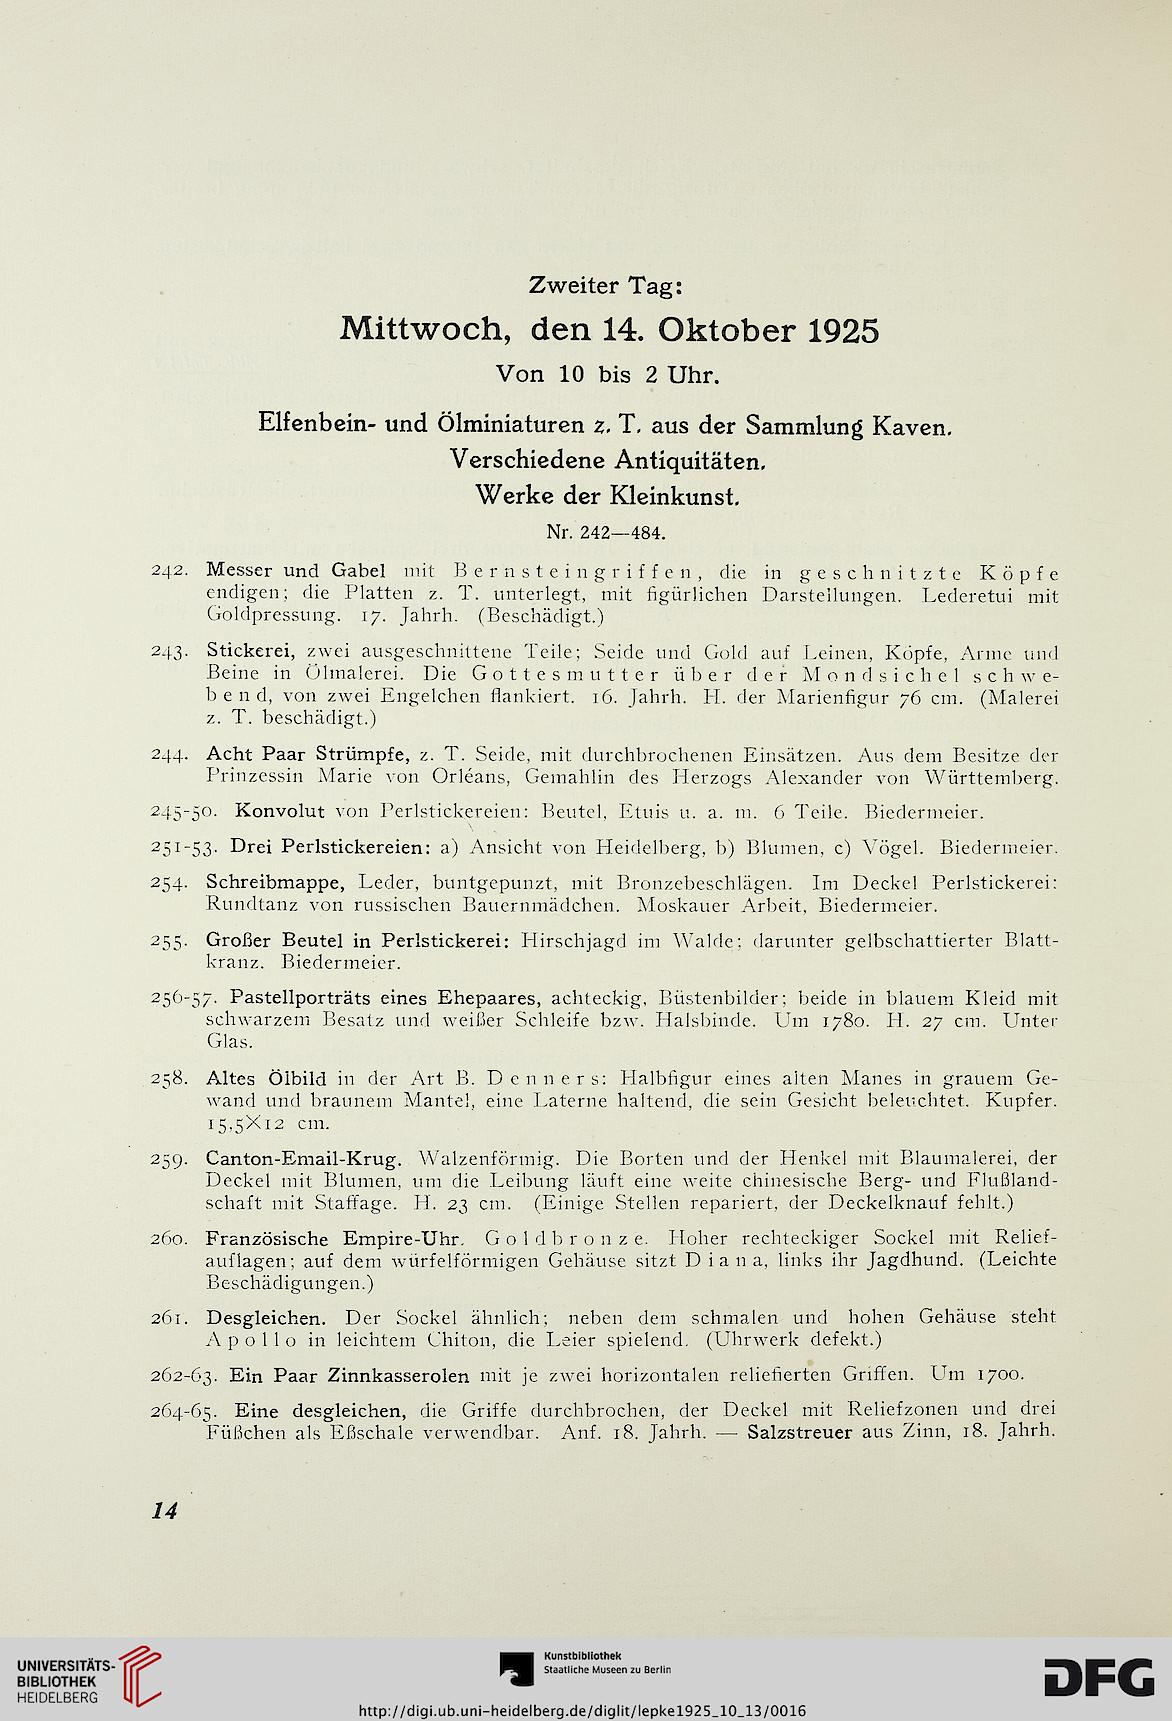 Zweiter Tag:
Mittwoch, den 14. Oktober 1925
Von 10 bis 2 Uhr.
Elfenbein- und Ölminiaturen z. T. aus der Sammlung Kaven.
Verschiedene Antiquitäten.
Werke der Kleinkunst.
Nr. 242—484.
242. Messer und Gabel mit Bernsteingriffen, die in geschnitzte Köpfe
endigen; die Platten z. T. unterlegt, mit figürlichen Darstellungen. Lederetui mit
Goldpressung. 17. Jahrh. (Beschädigt.)
243. Stickerei, zwei ausgeschnittene Teile; Seide und Gold auf Leinen, Köpfe, Arme und
Beine in Ölmalerei. Die Gottesmutter über der Mondsichel schwe-
bend, von zwei Engelchen flankiert. 16. Jahrh. H. der Marienfigur 76 cm. (Malerei
z. T. beschädigt.)
244. Acht Paar Strümpfe, z. T. Seide, mit durchbrochenen Einsätzen. Aus dem Besitze der
Prinzessin Marie von Orléans, Gemahlin des Herzogs Alexander von Württemberg.
245-50. Konvolut von Perlstickereien: Beutel, Etuis u. a. m. 6 Teile. Biedermeier.
251-53. Drei Perlstickereien: a) Ansicht von Heidelberg, b) Blumen, c) Vögel. Biedermeier.
254. Schreibmappe, Leder, buntgepunzt, mit Bronzebeschlägen. Im Deckel Perlstickerei:
Rundtanz von russischen Bauernmädchen. Moskauer Arbeit, Biedermeier.
255. Großer Beutel in Perlstickerei: Hirschjagd im Walde; darunter gelbschattierter Blatt-
kranz. Biedermeier.
256-57. Pastellporträts eines Ehepaares, achteckig, Büstenbilder; beide in blauem Kleid mit
schwarzem Besatz und weißer Schleife bzw. Halsbinde. Um 1780. H. 27 cm. Unter
Glas.
258. Altes Ölbild in der Art B. Denners: Halbfigur eines alten Manes in grauem Ge-
wand und braunem Mantel, eine Laterne haltend, die sein Gesicht beleuchtet. Kupfer.
15,5X12 cm.
259. Canton-Email-Krug. Walzenförmig. Die Borten und der Henkel mit Blaumalerei, der
Deckel mit Blumen, um die Leibung läuft eine weite chinesische Berg- und Flußland-
schaft mit Staffage. H. 23 cm. (Einige Stellen repariert, der Deckelknauf fehlt.)
260. Französische Empire-Uhr. Goldbronze. Hoher rechteckiger Sockel mit Relief-
auflagen; auf dem würfelförmigen Gehäuse sitzt Diana, links ihr Jagdhund. (Leichte
Beschädigungen.)
261. Desgleichen. Der Sockel ähnlich; neben dem schmalen und hohen Gehäuse steht
Apollo in leichtem Chiton, die Leier spielend. (Uhrwerk defekt.)
262-63. Ein Paar Zinnkasserolen mit je zwei horizontalen reliefierten Griffen. Um 1700.
264-65. Eine desgleichen, die Griffe durchbrochen, der Deckel mit Reliefzonen und drei
Füßchen als Eßschale verwendbar. Anf. 18. Jahrh. — Salzstreuer aus Zinn, 18. Jahrh.
14
UNIVERSITÄTS-
BIBLIOTHEK
HEIDELBERG
Kunstbibliothek
Staatliche Museen zu Berlin
DFG
http://digi.ub.uni-heidelberg.de/diglit/lepke1925_10_13/0016